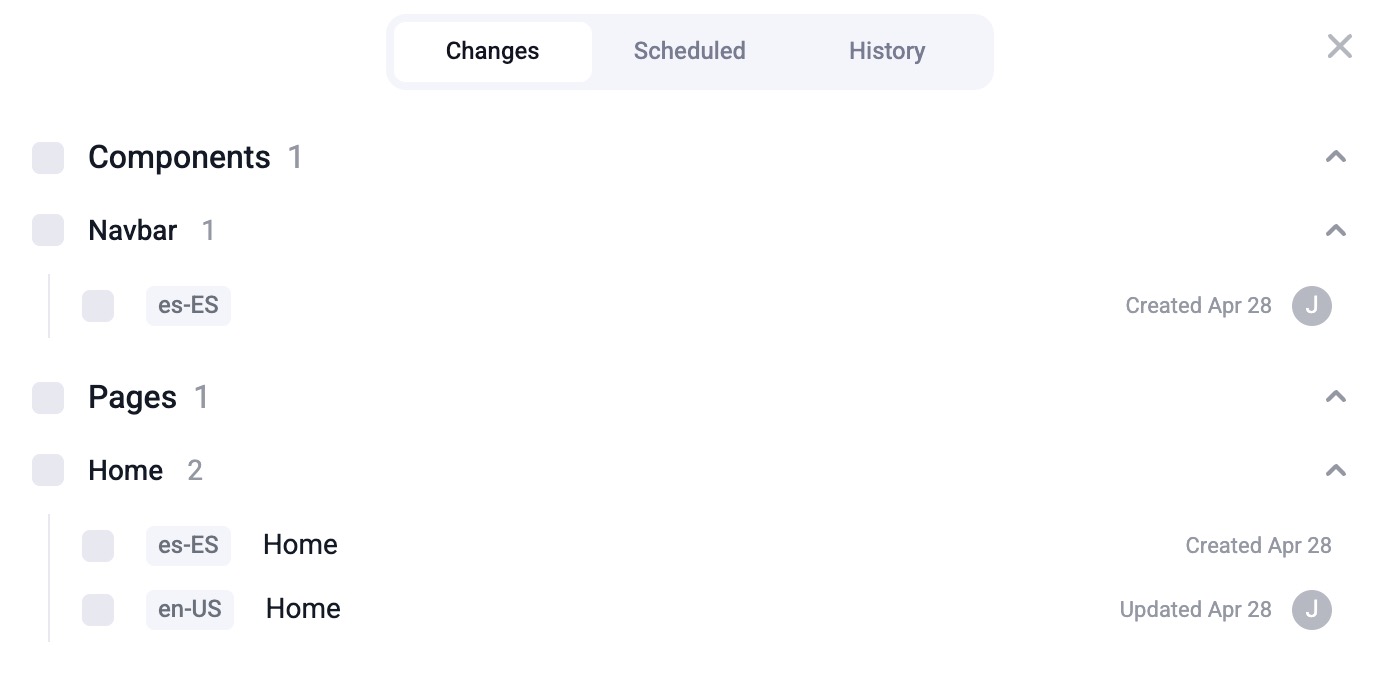 Changes Scheduled History
Components 1
Navbar 1
es-ES Created Apr 28 J
Pages 1
Home 2
es-ES Home Created Apr 28
en-US Home Updated Apr 28 J